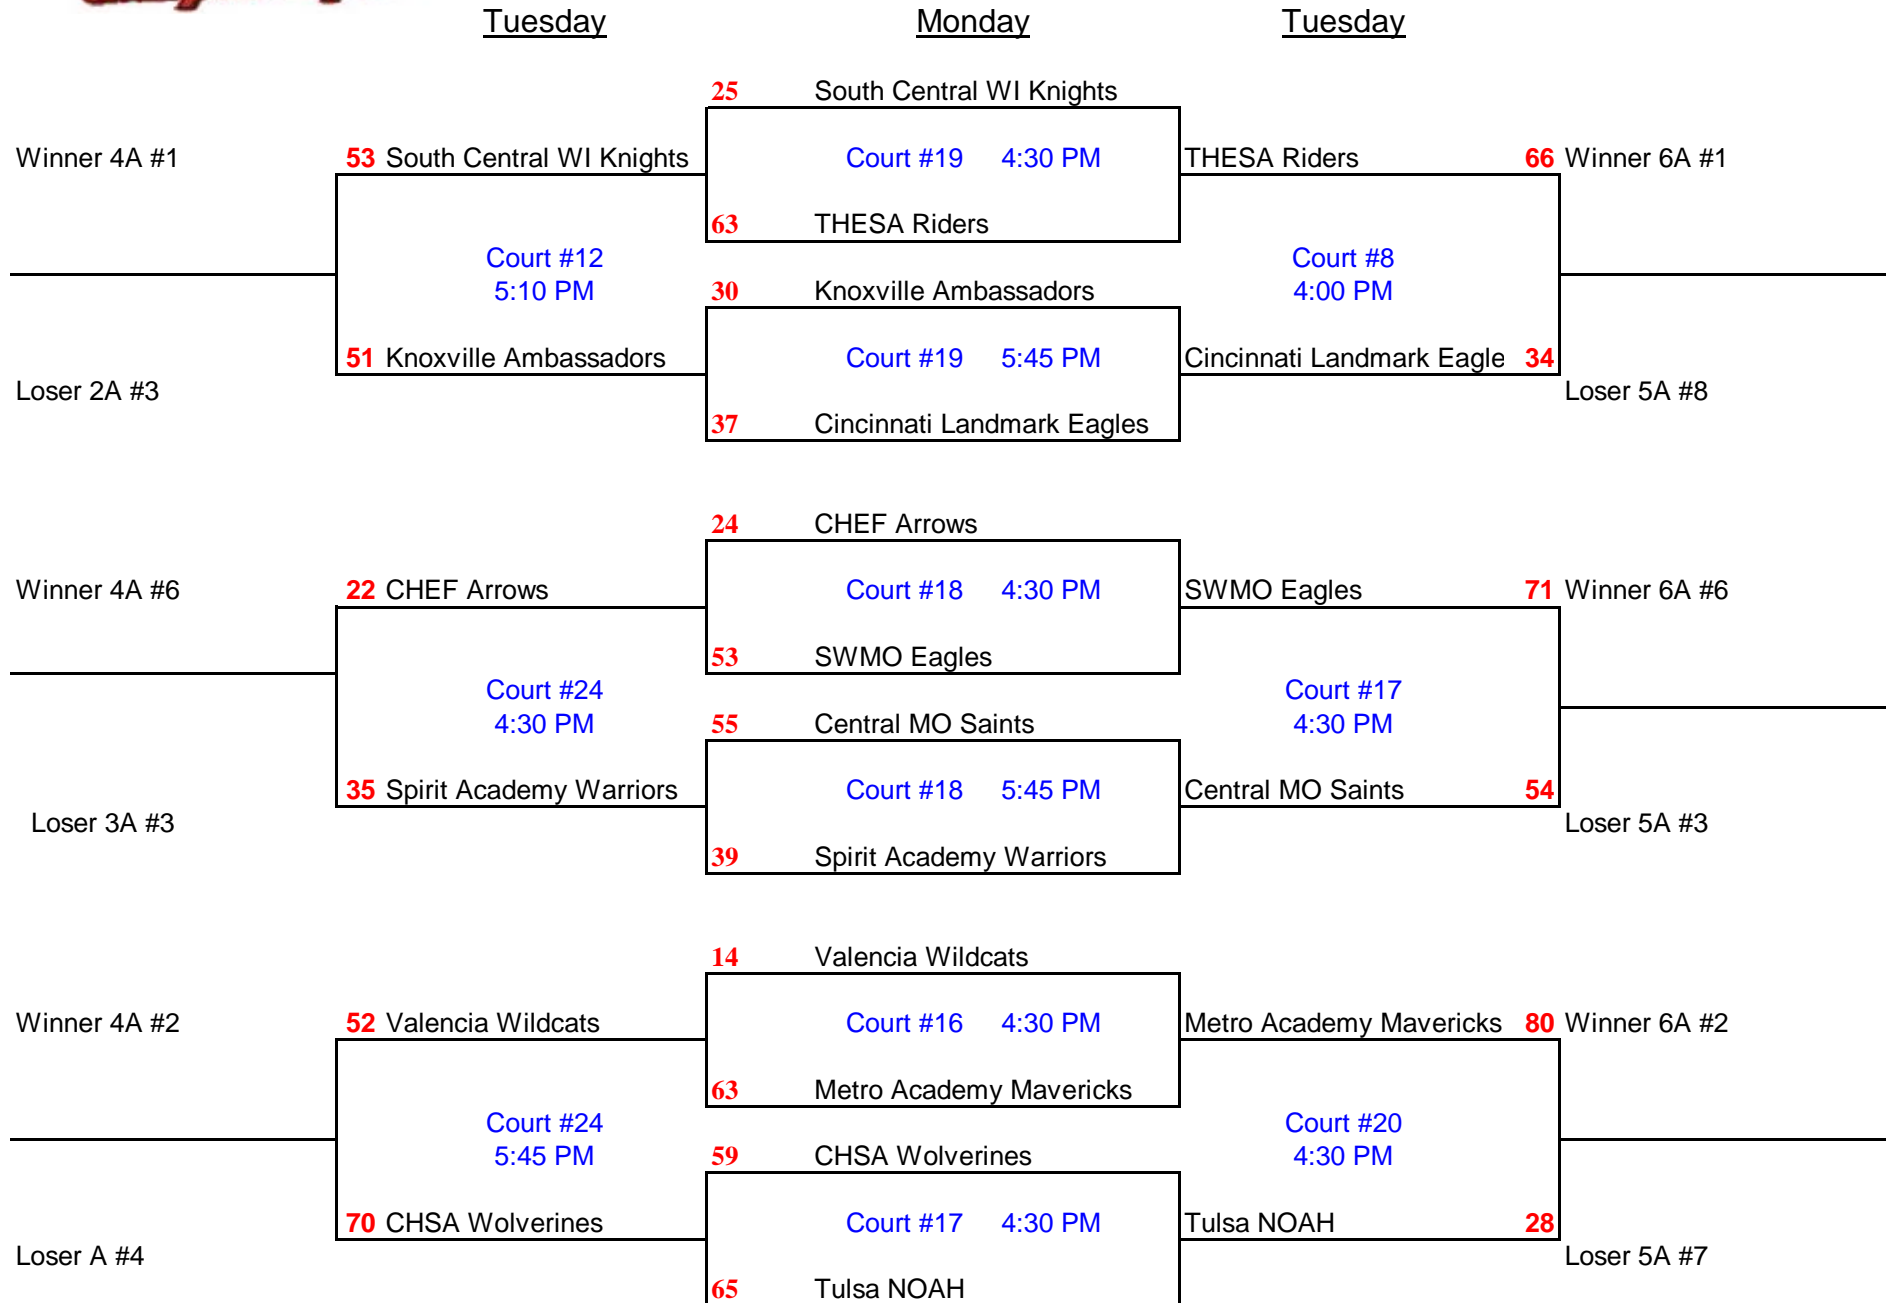 Tuesday Monday Tuesday
25 South Central WI Knights
Winner 4A #1 53 South Central WI Knights Court #19 4:30 PM THESA Riders 66 Winner 6A #1
63 THESA Riders
Court #12 Court #8
5:10 PM 30 Knoxville Ambassadors 4:00 PM
51 Knoxville Ambassadors Court #19 5:45 PM Cincinnati Landmark Eagle 34
Loser 2A #3 Loser 5A #8
37 Cincinnati Landmark Eagles
24 CHEF Arrows
Winner 4A #6 22 CHEF Arrows Court #18 4:30 PM SWMO Eagles 71 Winner 6A #6
53 SWMO Eagles
Court #24 Court #17
4:30 PM 55 Central MO Saints 4:30 PM
35 Spirit Academy Warriors Court #18 5:45 PM Central MO Saints 54
Loser 3A #3 Loser 5A #3
39 Spirit Academy Warriors
14 Valencia Wildcats
Winner 4A #2 52 Valencia Wildcats Court #16 4:30 PM Metro Academy Mavericks 80 Winner 6A #2
63 Metro Academy Mavericks
Court #24 Court #20
5:45 PM 59 CHSA Wolverines 4:30 PM
70 CHSA Wolverines Court #17 4:30 PM Tulsa NOAH 28
Loser A #4 Loser 5A #7
65 Tulsa NOAH